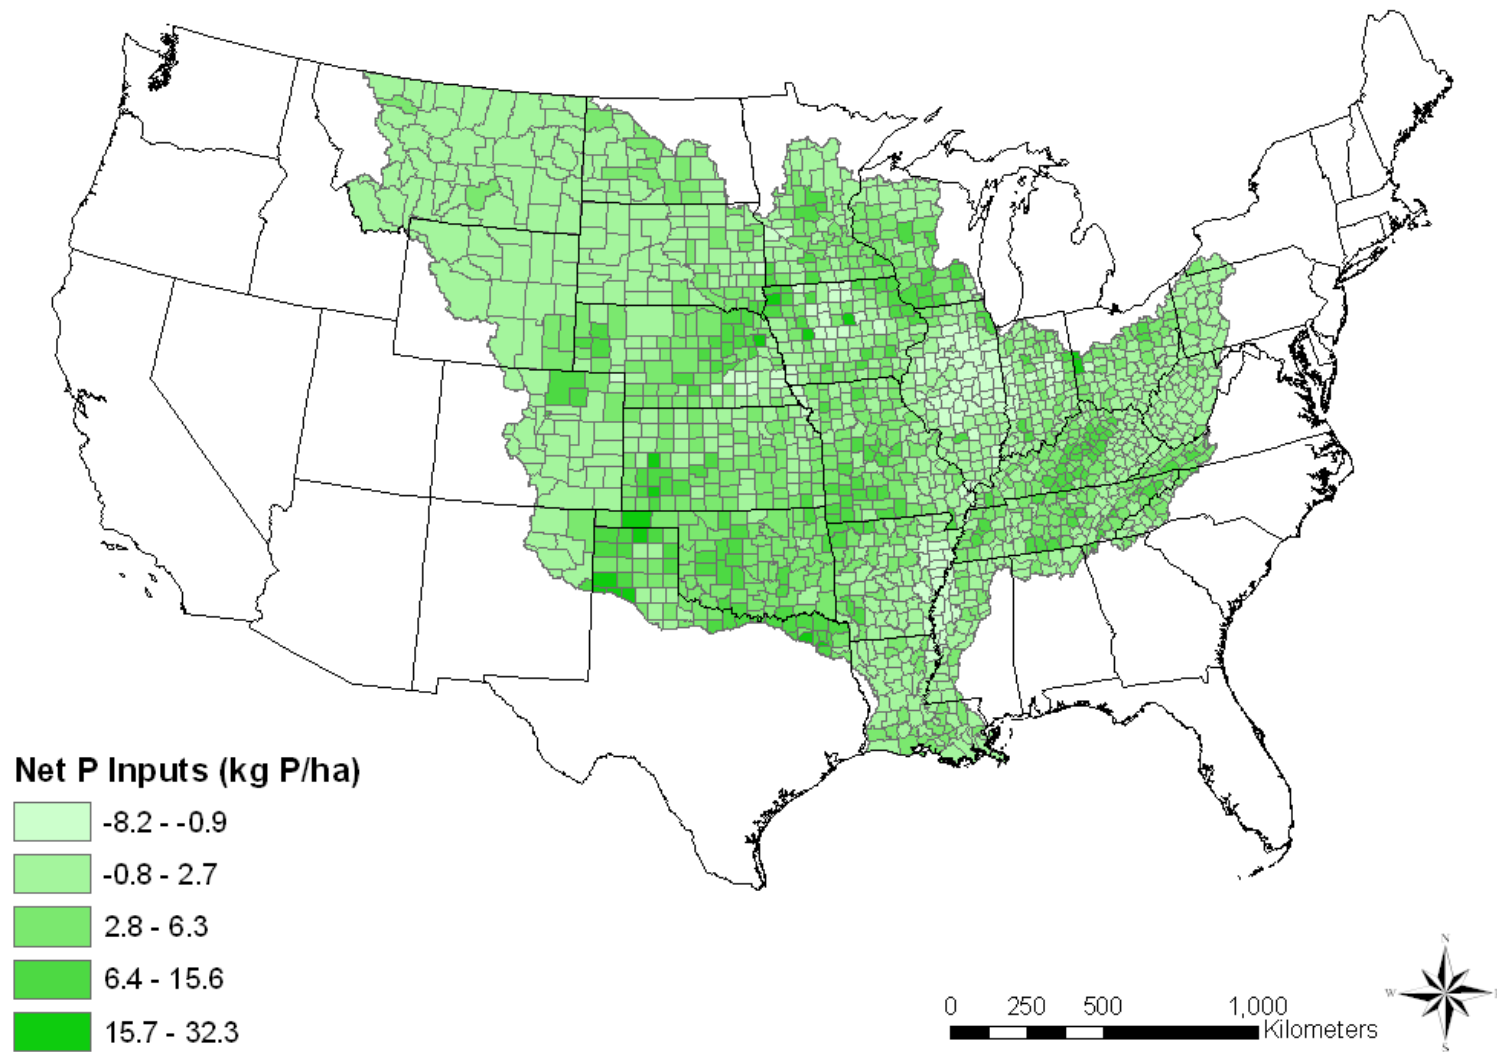 Net P Inputs (kg P/ha)
-8.2 - -0.9
-0.8 - 2.7
2.8 - 6.3
6.4 - 15.6
15.7 - 32.3
0 250 500 1,000
Kilometers
N
W
S